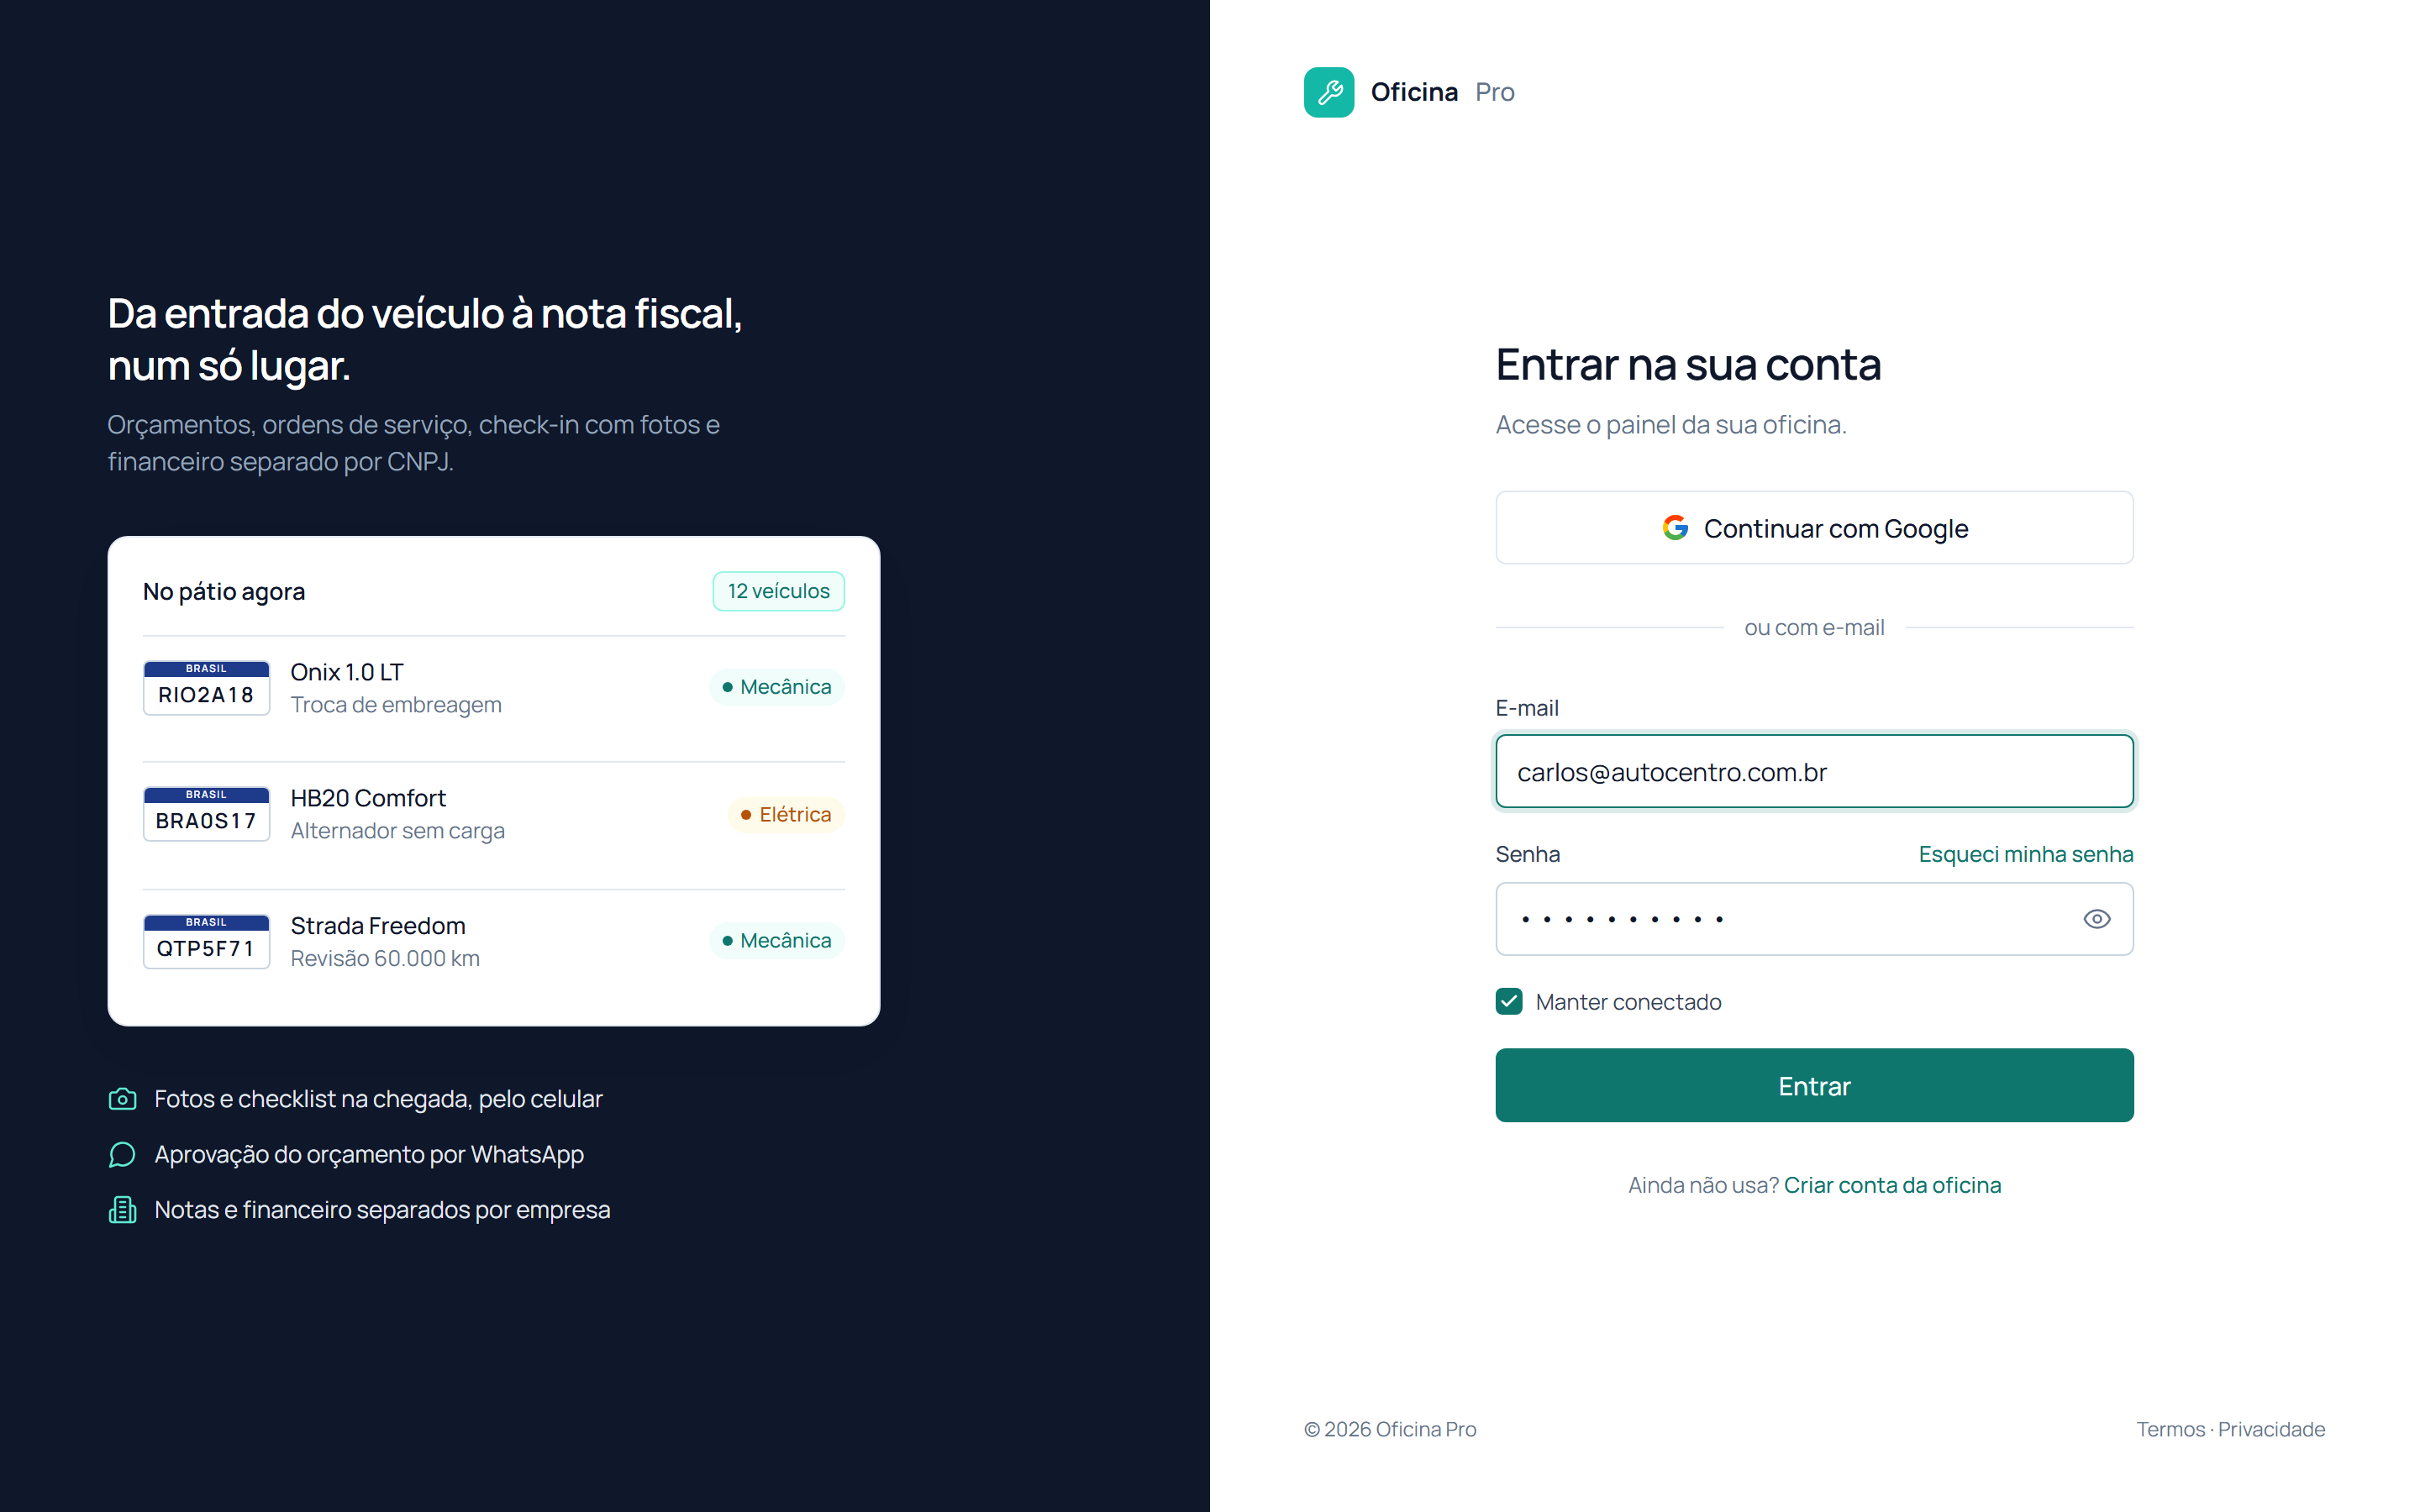 Da entrada do veículo à nota fiscal,
num só lugar.
Orçamentos, ordens de serviço, check-in com fotos e
financeiro separado por CNPJ.
No pátio agora
12 veículos
BRASIL
RIO2A18
Onix 1.0 LT
Troca de embreagem
Mecânica
BRASIL
BRA0S17
HB20 Comfort
Alternador sem carga
Elétrica
BRASIL
QTP5F71
Strada Freedom
Revisão 60.000 km
Mecânica
Fotos e checklist na chegada, pelo celular
Aprovação do orçamento por WhatsApp
Notas e financeiro separados por empresa
Oficina Pro
Entrar na sua conta
Acesse o painel da sua oficina.
Continuar com Google
ou com e-mail
E-mail
carlos@autocentro.com.br
Senha
Esqueci minha senha
••••••••••
Manter conectado
Entrar
Ainda não usa? Criar conta da oficina
© 2026 Oficina Pro
Termos · Privacidade